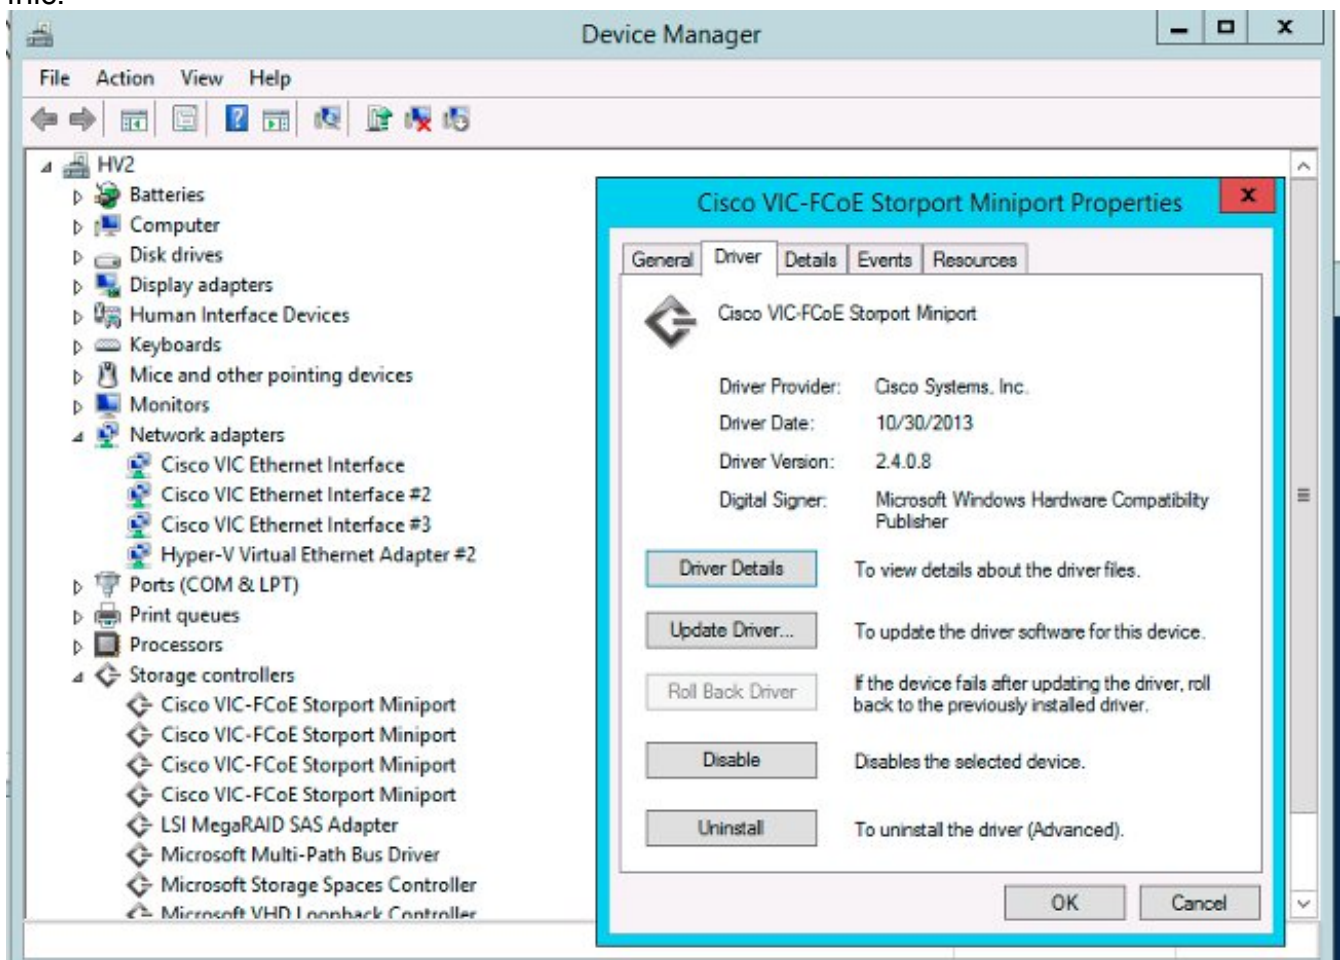 Device Manager
File Action View Help
HV2
Batteries
Computer
Disk drives
Display adapters
Human Interface Devices
Keyboards
Mice and other pointing devices
Monitors
Network adapters
Cisco VIC Ethernet Interface
Cisco VIC Ethernet Interface #2
Cisco VIC Ethernet Interface #3
Hyper-V Virtual Ethernet Adapter #2
Ports (COM & LPT)
Print queues
Processors
Storage controllers
Cisco VIC-FCoE Storport Miniport
Cisco VIC-FCoE Storport Miniport
Cisco VIC-FCoE Storport Miniport
Cisco VIC-FCoE Storport Miniport
LSI MegaRAID SAS Adapter
Microsoft Multi-Path Bus Driver
Microsoft Storage Spaces Controller
Microsoft VHD Loopback Controller
Cisco VIC-FCoE Storport Miniport Properties
General Driver Details Events Resources
Cisco VIC-FCoE Storport Miniport
Driver Provider: Cisco Systems, Inc.
Driver Date: 10/30/2013
Driver Version: 2.4.0.8
Digital Signer: Microsoft Windows Hardware Compatibility
Publisher
Driver Details To view details about the driver files.
Update Driver... To update the driver software for this device.
Roll Back Driver If the device fails after updating the driver, roll
back to the previously installed driver.
Disable Disables the selected device.
Uninstall To uninstall the driver (Advanced).
OK Cancel